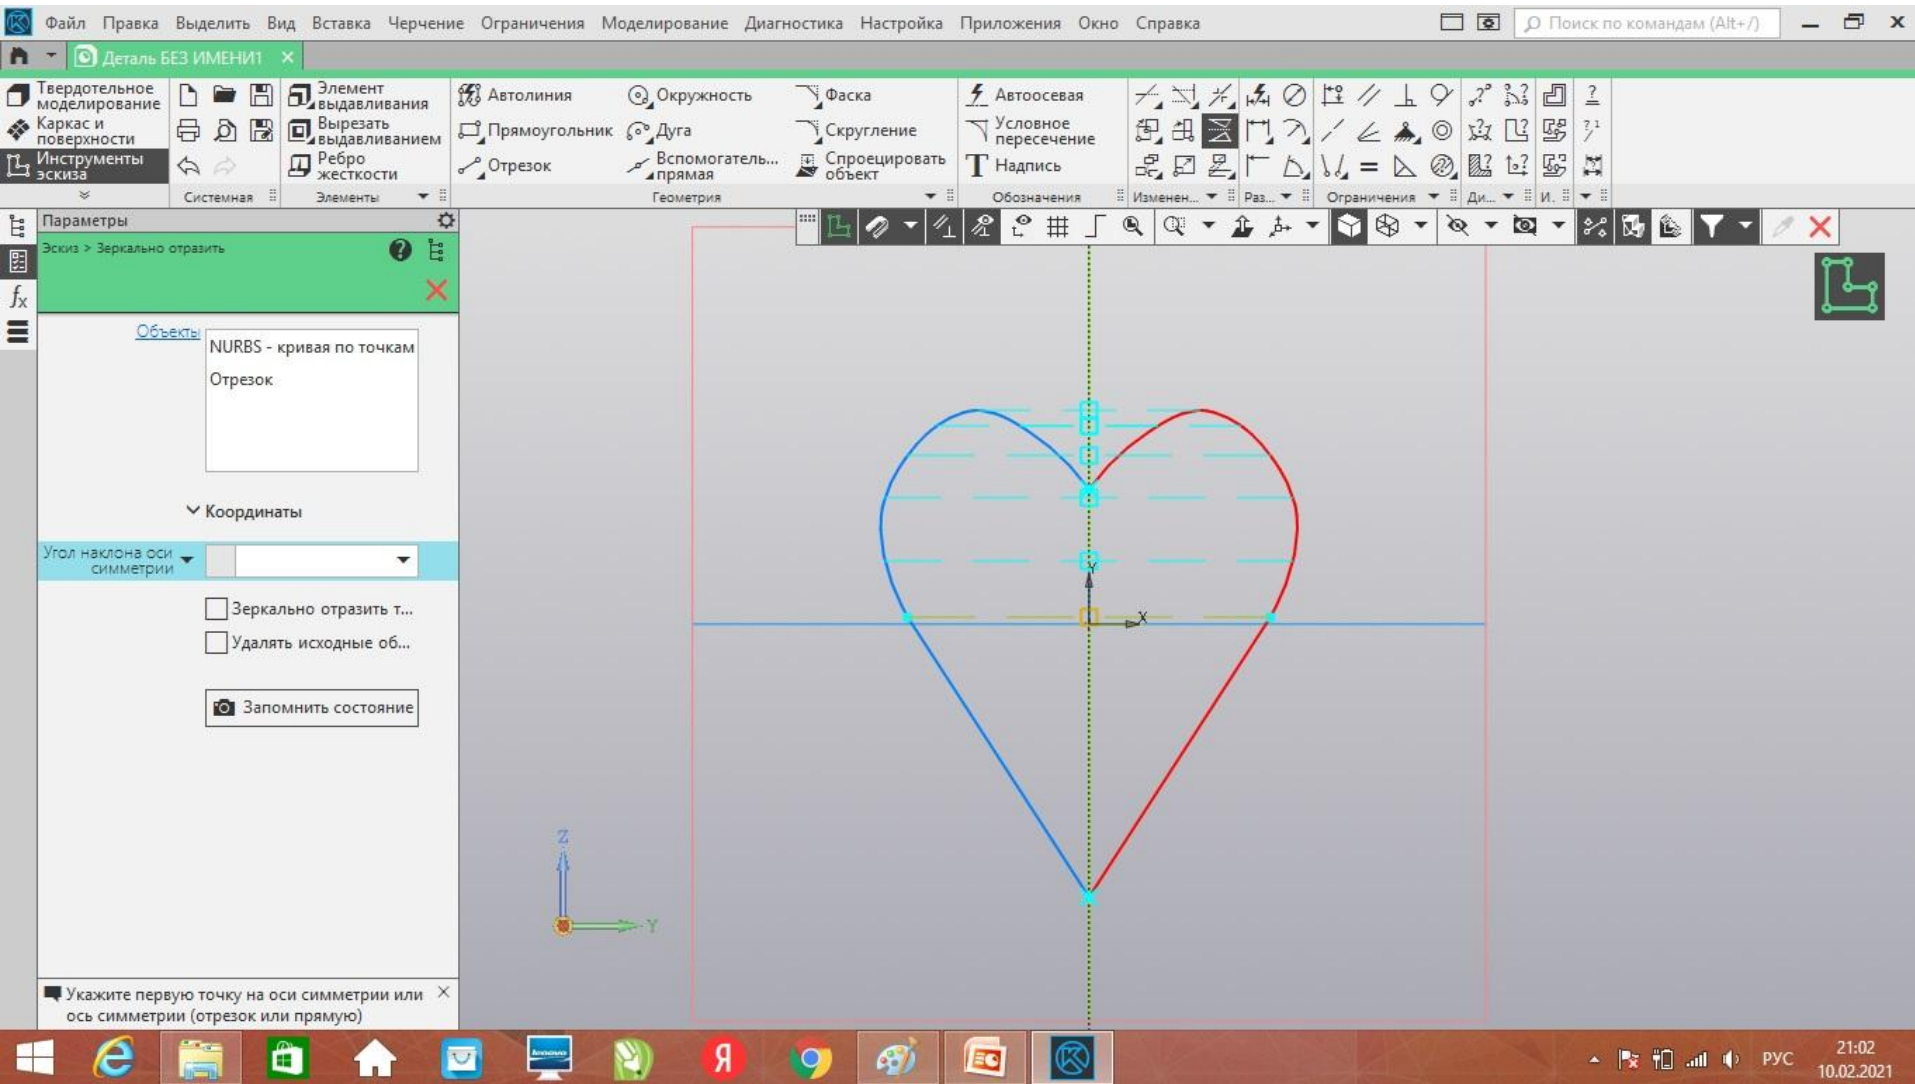 Файл Правка Выделить Вид Вставка Черчение Ограничения Моделирование Диагностика Настройка Приложения Окно Справка
Поиск по командам (Alt+/)
Деталь БЕЗ ИМЕНИ1
Твердотельное моделирование
Каркас и поверхности
Инструменты эскиза
Системная
Элемент выдавливания
Вырезать выдавливанием
Ребро жесткости
Элементы
Автолиния Окружность Фаска
Прямоугольник Дуга Скругление
Отрезок Вспомогатель... прямая Спроецировать объект
Геометрия
Автоосевая
Условное пересечение
Надпись
Обозначения
Изменен... Раз... Ограничения Ди... И.
Параметры
Эскиз > Зеркально отразить
Объекты
NURBS - кривая по точкам
Отрезок
Координаты
Угол наклона оси
симметрии
Зеркально отразить т...
Удалять исходные об...
Запомнить состояние
Укажите первую точку на оси симметрии или
ось симметрии (отрезок или прямую)
Y
X
Z
Y
lenovo
Я
РУС
21:02
10.02.2021